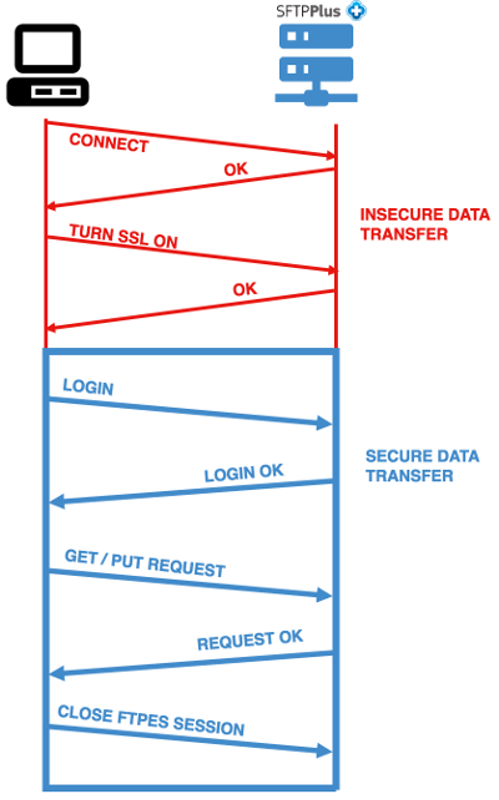 SFTPPlus
CONNECT
OK
INSECURE DATA
TRANSFER
TURN SSL ON
OK
LOGIN
SECURE DATA
TRANSFER
LOGIN OK
GET / PUT REQUEST
REQUEST OK
CLOSE FTPES SESSION